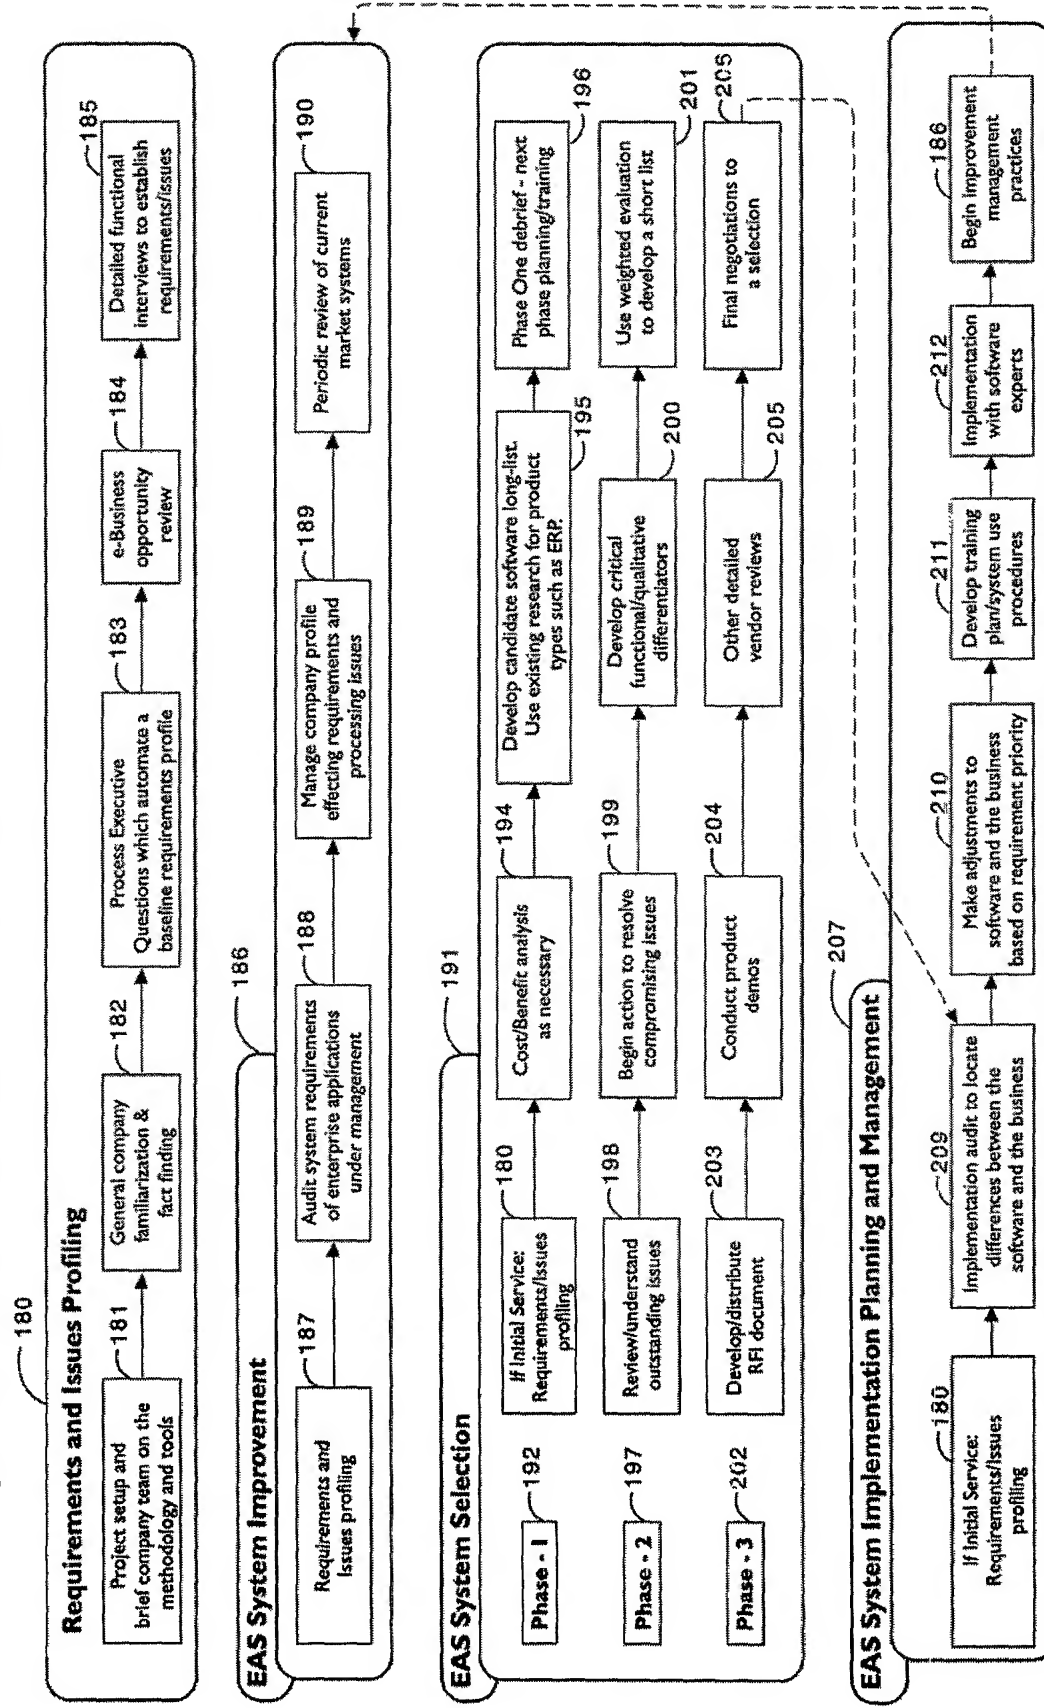 180
Requirements and Issues Profiling
Project setup and
brief company team on the
methodology and tools
181
General company
familiarization &
fact finding
182
Process Executive
Questions which automate a
baseline requirements profile
183
e-Business
opportunity
review
184
Detailed functional
interviews to establish
requirements/issues
185
EAS System Improvement
186
Requirements and
Issues profiling
187
Audit system requirements
of enterprise applications
under management
188
Manage company profile
effecting requirements and
processing issues
189
Periodic review of current
market systems
190
EAS System Selection
191
Phase - 1
192
If Initial Service:
Requirements/Issues
profiling
180
Cost/Benefit analysis
as necessary
194
Develop candidate software long-list.
Use existing research for product
types such as ERP.
195
Phase One debrief - next
phase planning/training
196
Phase - 2
197
Review/understand
outstanding issues
198
Begin action to resolve
compromising issues
199
Develop critical
functional/qualitative
differentiators
200
Use weighted evaluation
to develop a short list
201
Phase - 3
202
Develop/distribute
RFI document
203
Conduct product
demos
204
Other detailed
vendor reviews
205
Final negotiations to
a selection
205
EAS System Implementation Planning and Management
207
If Initial Service:
Requirements/Issues
profiling
180
Implementation audit to locate
differences between the
software and the business
209
Make adjustments to
software and the business
based on requirement priority
210
Develop training
plan/system use
procedures
211
Implementation
with software
experts
212
Begin improvement
management
practices
186